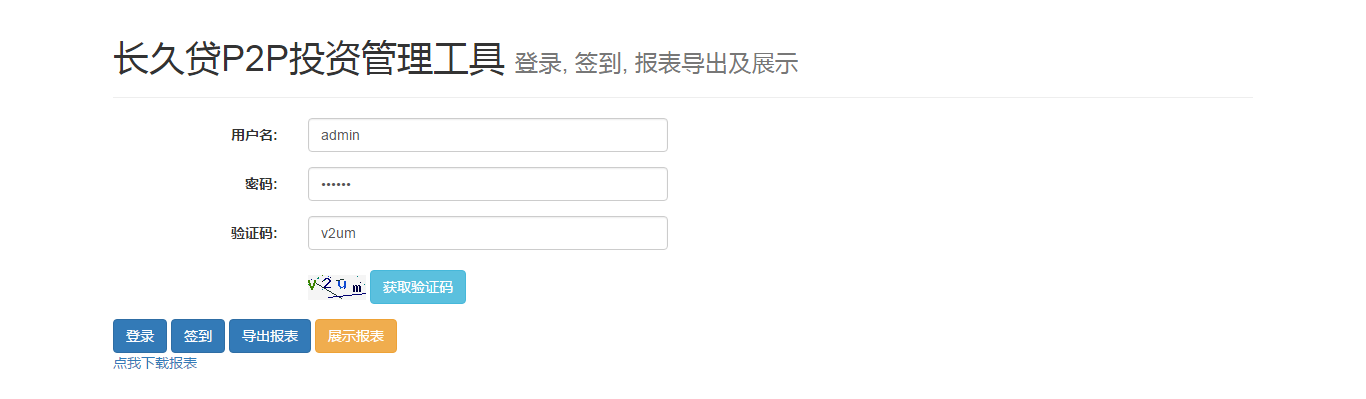 长久贷P2P投资管理工具 登录, 签到, 报表导出及展示
用户名: admin
密码: ••••••
验证码: v2um
v2um 获取验证码
登录 签到 导出报表 展示报表
点我下载报表